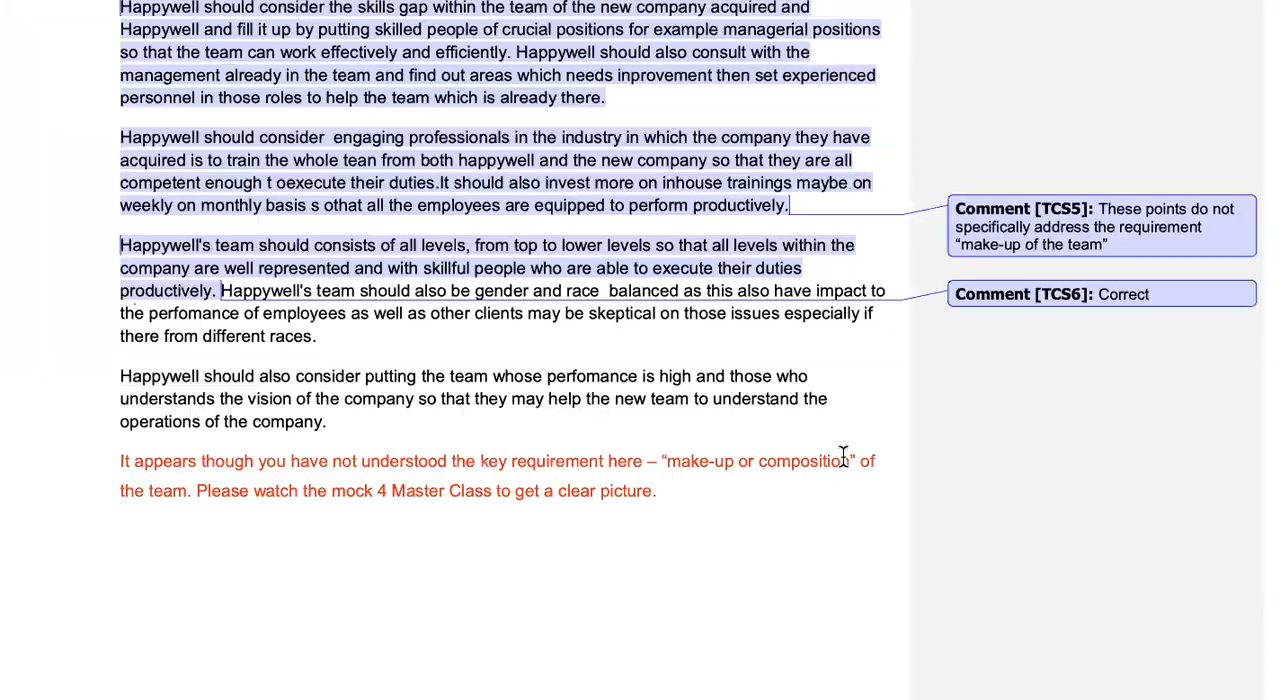 Happywell should consider the skills gap within the team of the new company acquired and
Happywell and fill it up by putting skilled people of crucial positions for example managerial positions
so that the team can work effectively and efficiently. Happywell should also consult with the
management already in the team and find out areas which needs inprovement then set experienced
personnel in those roles to help the team which is already there.
Happywell should consider  engaging professionals in the industry in which the company they have
acquired is to train the whole tean from both happywell and the new company so that they are all
competent enough t oexecute their duties.It should also invest more on inhouse trainings maybe on
weekly on monthly basis s othat all the employees are equipped to perform productively.
Comment [TCS5]: These points do not
specifically address the requirement
“make-up of the team”
Happywell's team should consists of all levels, from top to lower levels so that all levels within the
company are well represented and with skillful people who are able to execute their duties
productively. Happywell's team should also be gender and race  balanced as this also have impact to
the perfomance of employees as well as other clients may be skeptical on those issues especially if
there from different races.
Comment [TCS6]: Correct
Happywell should also consider putting the team whose perfomance is high and those who
understands the vision of the company so that they may help the new team to understand the
operations of the company.
It appears though you have not understood the key requirement here – “make-up or composition” of
the team. Please watch the mock 4 Master Class to get a clear picture.